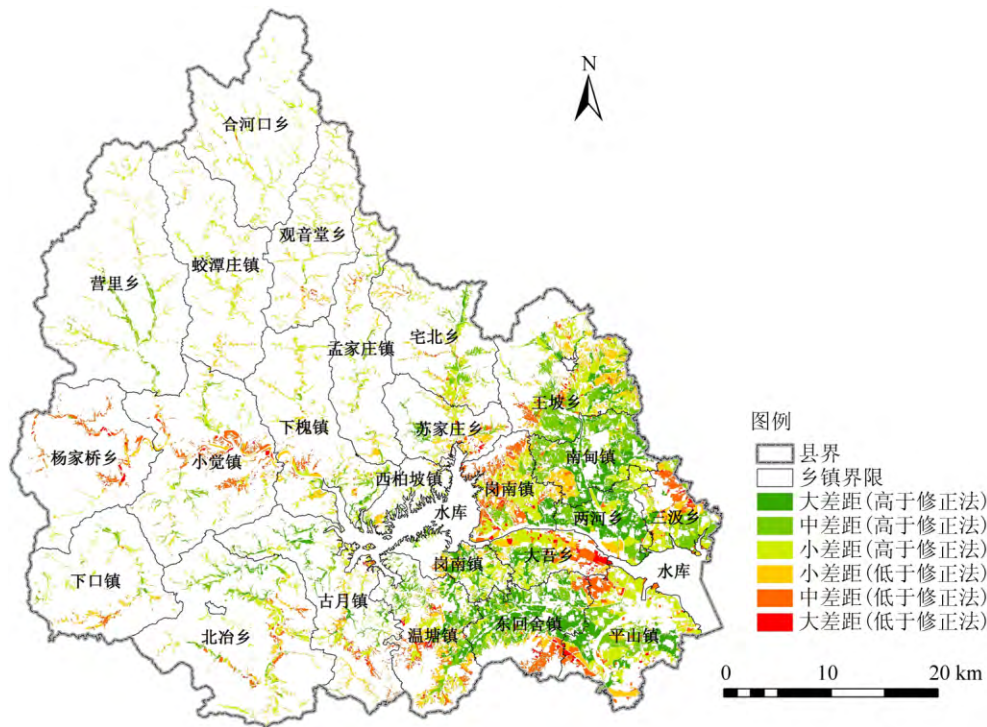 N
合河口乡
观音堂乡
蛟潭庄镇
营里乡
宅北乡
孟家庄镇
王坡乡
下槐镇
苏家庄乡
杨家桥乡
小觉镇
南甸镇
西柏坡镇
岗南镇
水库
两河乡
三汲乡
大吾乡
岗南镇
水库
下口镇
古月镇
北冶乡
温塘镇
东回舍镇
平山镇
图例
县界
乡镇界限
大差距(高于修正法)
中差距(高于修正法)
小差距(高于修正法)
小差距(低于修正法)
中差距(低于修正法)
大差距(低于修正法)
0 10 20 km